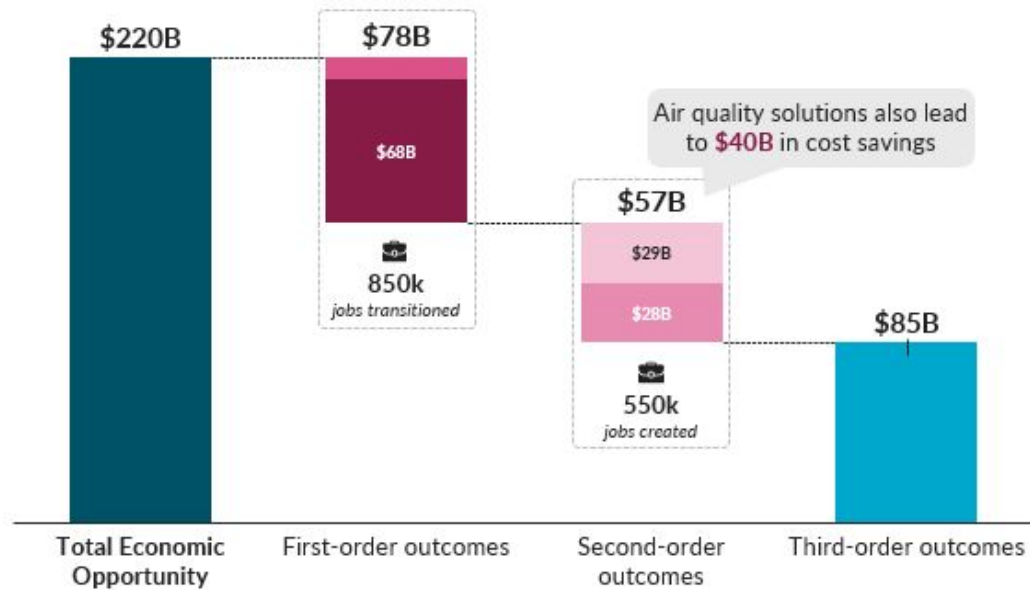 $220B
$78B
$68B
850k
jobs transitioned
Air quality solutions also lead
to $40B in cost savings
$57B
$29B
$28B
550k
jobs created
$85B
Total Economic
Opportunity
First-order outcomes
Second-order
outcomes
Third-order outcomes